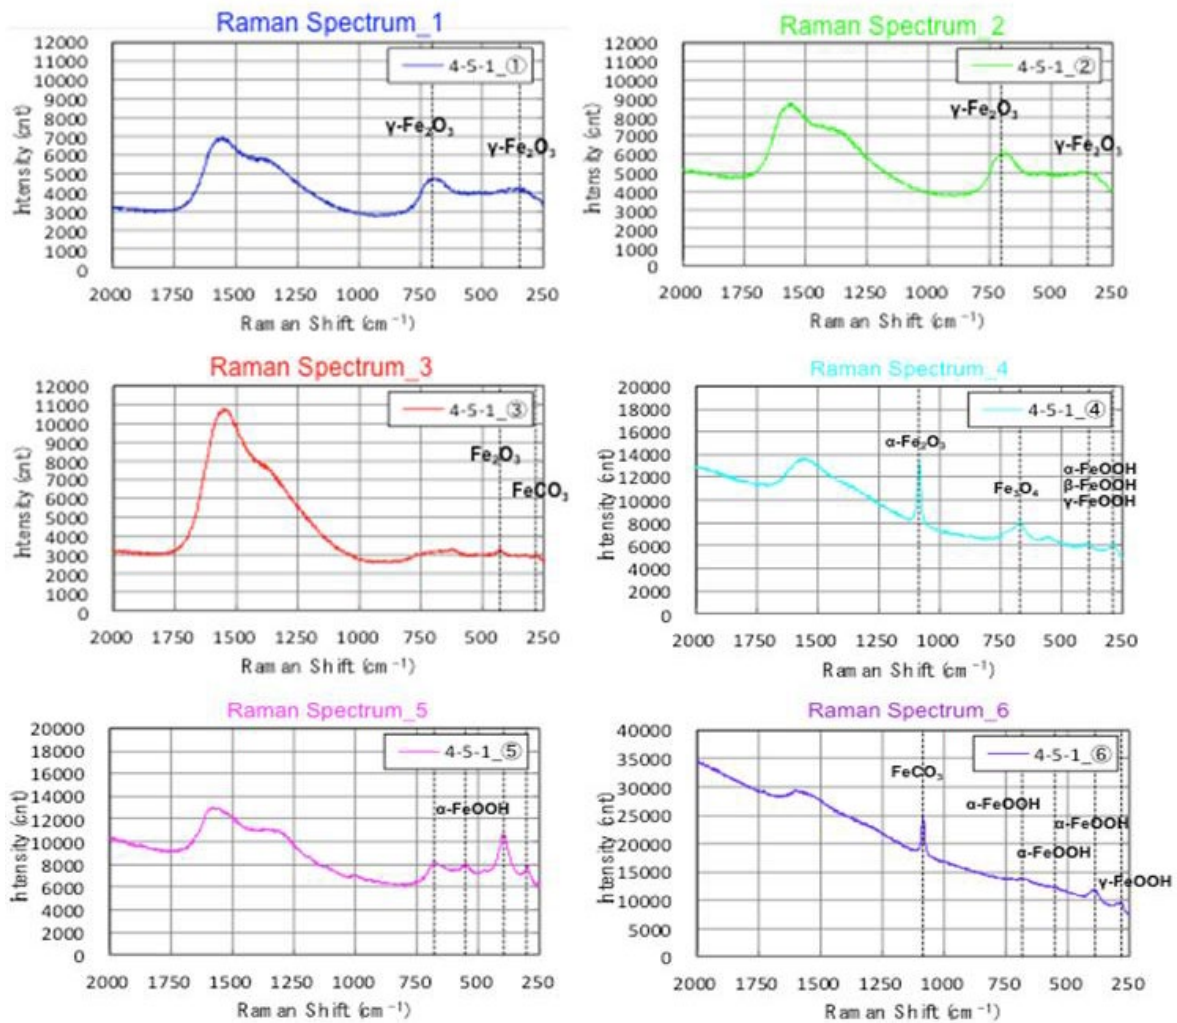 Raman Spectrum_1
12000
11000
10000
9000
8000
7000
6000
5000
4000
3000
2000
1000
0
Intensity (cnt)
4-5-1_①
γ-Fe₂O₃
γ-Fe₂O₃
2000 1750 1500 1250 1000 750 500 250
Raman Shift (cm⁻¹)
Raman Spectrum_2
12000
11000
10000
9000
8000
7000
6000
5000
4000
3000
2000
1000
0
Intensity (cnt)
4-5-1_②
γ-Fe₂O₃
γ-Fe₂O₃
2000 1750 1500 1250 1000 750 500 250
Raman Shift (cm⁻¹)
Raman Spectrum_3
12000
11000
10000
9000
8000
7000
6000
5000
4000
3000
2000
1000
0
Intensity (cnt)
4-5-1_③
Fe₂O₃
FeCO₃
2000 1750 1500 1250 1000 750 500 250
Raman Shift (cm⁻¹)
Raman Spectrum_4
20000
18000
16000
14000
12000
10000
8000
6000
4000
2000
0
Intensity (cnt)
4-5-1_④
α-Fe₂O₃
Fe₃O₄
α-FeOOH
β-FeOOH
γ-FeOOH
2000 1750 1500 1250 1000 750 500 250
Raman Shift (cm⁻¹)
Raman Spectrum_5
20000
18000
16000
14000
12000
10000
8000
6000
4000
2000
0
Intensity (cnt)
4-5-1_⑤
α-FeOOH
2000 1750 1500 1250 1000 750 500 250
Raman Shift (cm⁻¹)
Raman Spectrum_6
40000
35000
30000
25000
20000
15000
10000
5000
0
Intensity (cnt)
4-5-1_⑥
FeCO₃
α-FeOOH
α-FeOOH
α-FeOOH
γ-FeOOH
2000 1750 1500 1250 1000 750 500 250
Raman Shift (cm⁻¹)